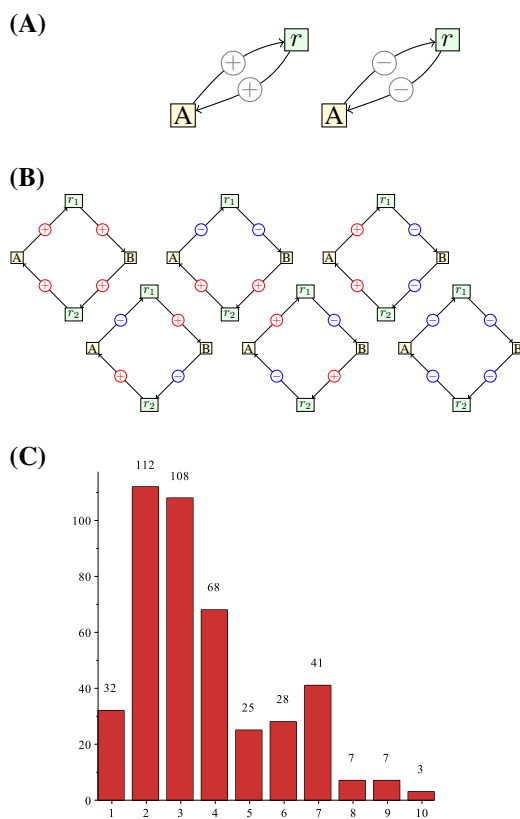 (A)
r r
+ −
+ −
A A
(B)
r1 r1 r1
+ + − − + −
A B A B A B
+ + + + + −
r2 r2 r2
r1 r1 r1
− + + − − −
A B A B A B
+ − − + − −
r2 r2 r2
(C)
112
108
100
80
68
60
41
40
32
28
25
20
7 7
3
0
1 2 3 4 5 6 7 8 9 10